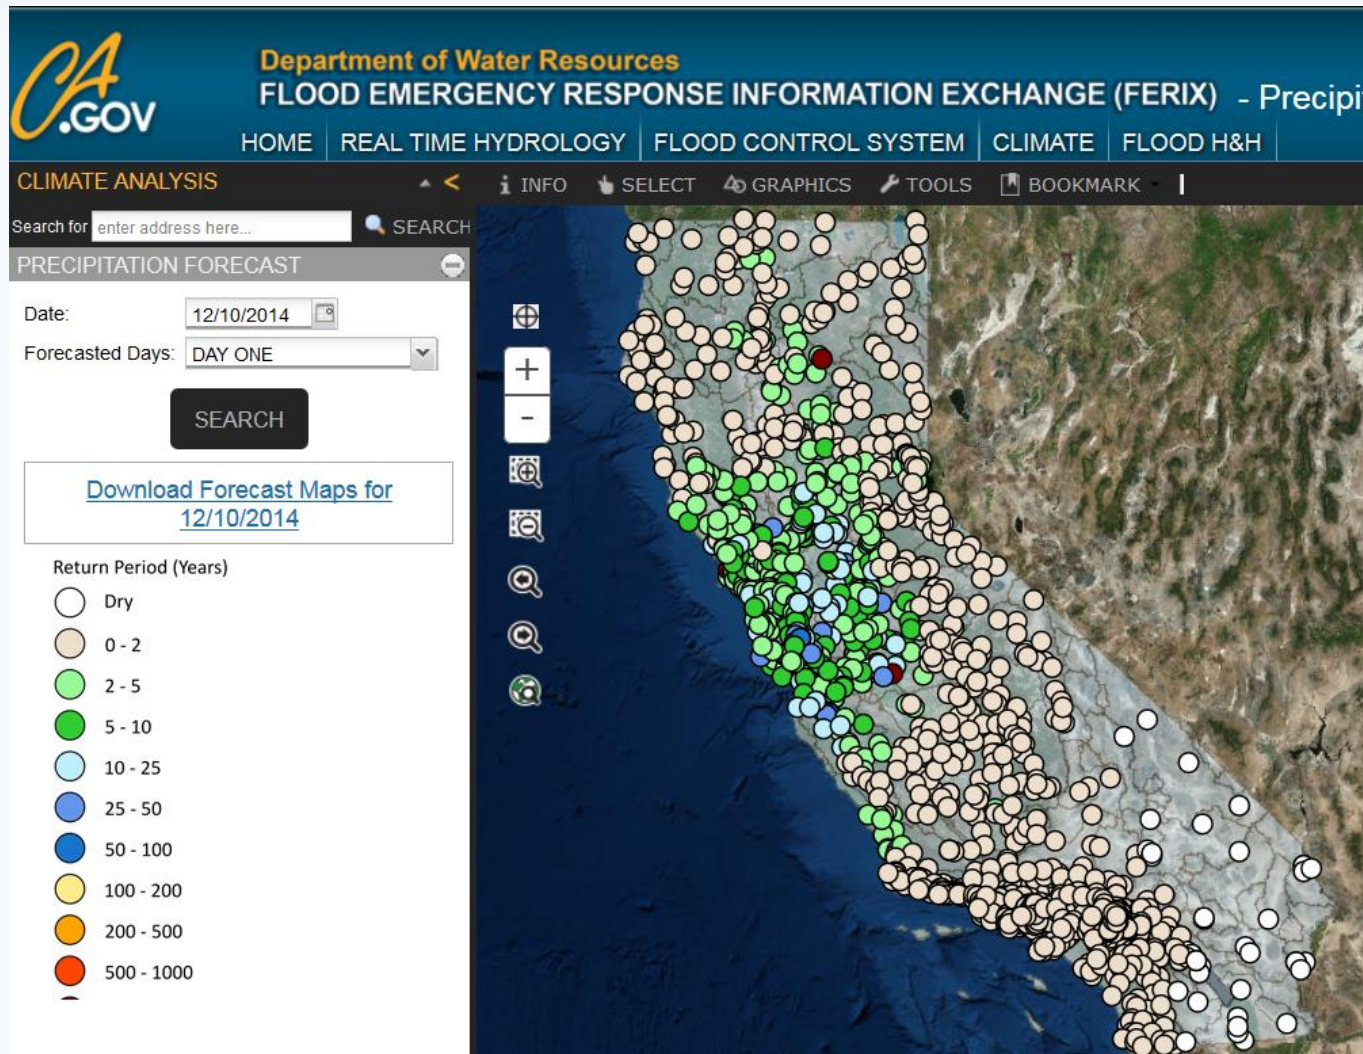 CA
.GOV
Department of Water Resources
FLOOD EMERGENCY RESPONSE INFORMATION EXCHANGE (FERIX) - Precipi
HOME REAL TIME HYDROLOGY FLOOD CONTROL SYSTEM CLIMATE FLOOD H&H
CLIMATE ANALYSIS < INFO SELECT GRAPHICS TOOLS BOOKMARK
Search for enter address here... SEARCH
PRECIPITATION FORECAST
Date: 12/10/2014
Forecasted Days: DAY ONE
SEARCH
Download Forecast Maps for
12/10/2014
Return Period (Years)
Dry
0 - 2
2 - 5
5 - 10
10 - 25
25 - 50
50 - 100
100 - 200
200 - 500
500 - 1000